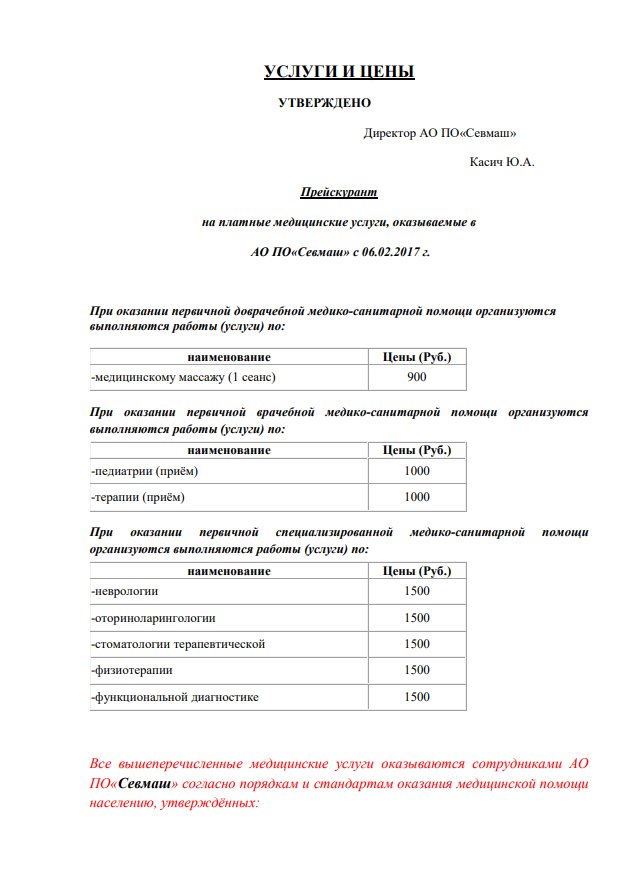 УСЛУГИ И ЦЕНЫ
УТВЕРЖДЕНО
Директор АО ПО«Севмаш»
Касич Ю.А.
Прейскурант
на платные медицинские услуги, оказываемые в
АО ПО«Севмаш» с 06.02.2017 г.
При оказании первичной доврачебной медико-санитарной помощи организуются
выполняются работы (услуги) по:
наименование Цены (Руб.)
-медицинскому массажу (1 сеанс) 900
При оказании первичной врачебной медико-санитарной помощи организуются
выполняются работы (услуги) по:
наименование Цены (Руб.)
-педиатрии (приём) 1000
-терапии (приём) 1000
При оказании первичной специализированной медико-санитарной помощи
организуются выполняются работы (услуги) по:
наименование Цены (Руб.)
-неврологии 1500
-оториноларингологии 1500
-стоматологии терапевтической 1500
-физиотерапии 1500
-функциональной диагностике 1500
Все вышеперечисленные медицинские услуги оказываются сотрудниками АО
ПО«Севмаш» согласно порядкам и стандартам оказания медицинской помощи
населению, утверждённых: